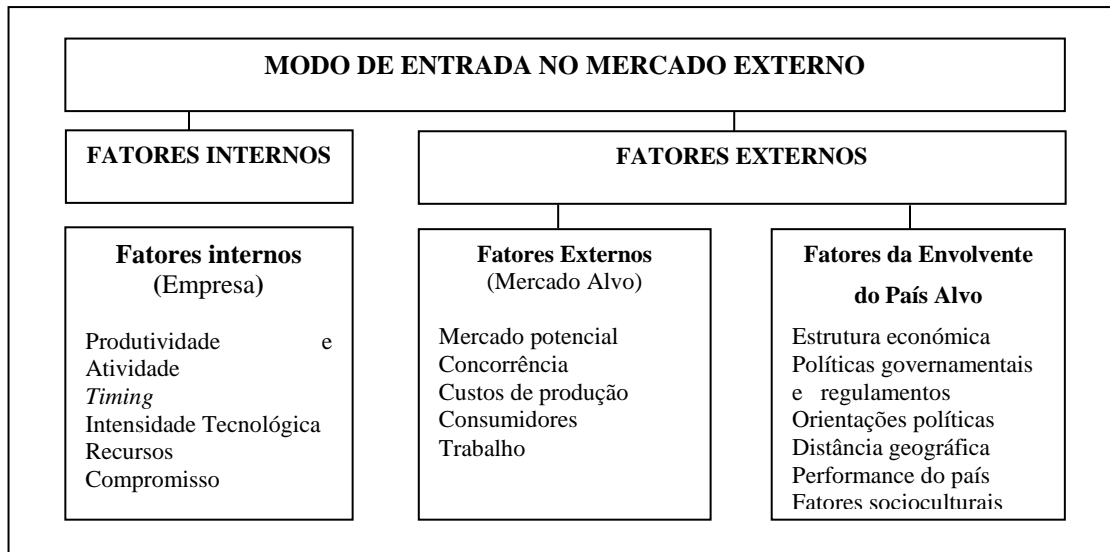 MODO DE ENTRADA NO MERCADO EXTERNO
FATORES INTERNOS
FATORES EXTERNOS
Fatores internos
(Empresa)
Produtividade e
Atividade
Timing
Intensidade Tecnológica
Recursos
Compromisso
Fatores Externos
(Mercado Alvo)
Mercado potencial
Concorrência
Custos de produção
Consumidores
Trabalho
Fatores da Envolvente
do País Alvo
Estrutura económica
Políticas governamentais
e regulamentos
Orientações políticas
Distância geográfica
Performance do país
Fatores socioculturais